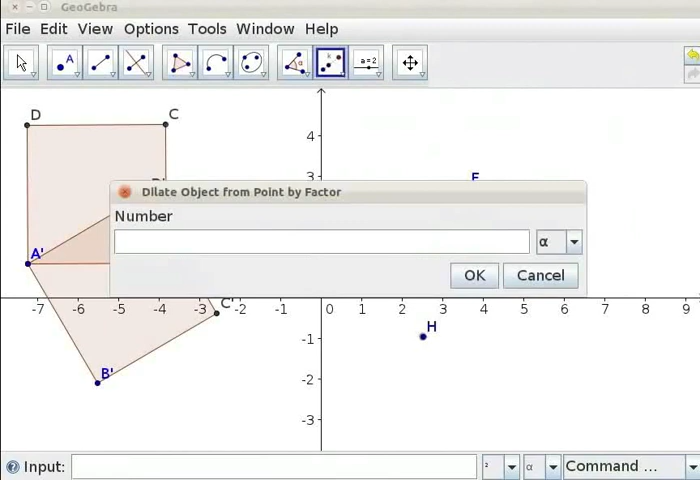 GeoGebra
File Edit View Options Tools Window Help
A
α
k
a=2
D
C
4
3
Dilate Object from Point by Factor
Number
α
OK Cancel
A'
C'
-7 -6 -5 -4 -3 -2 -1 0 1 2 3 4 5 6 7 8 9
H
-1
B'
-2
-3
Input:
2
α
Command ...